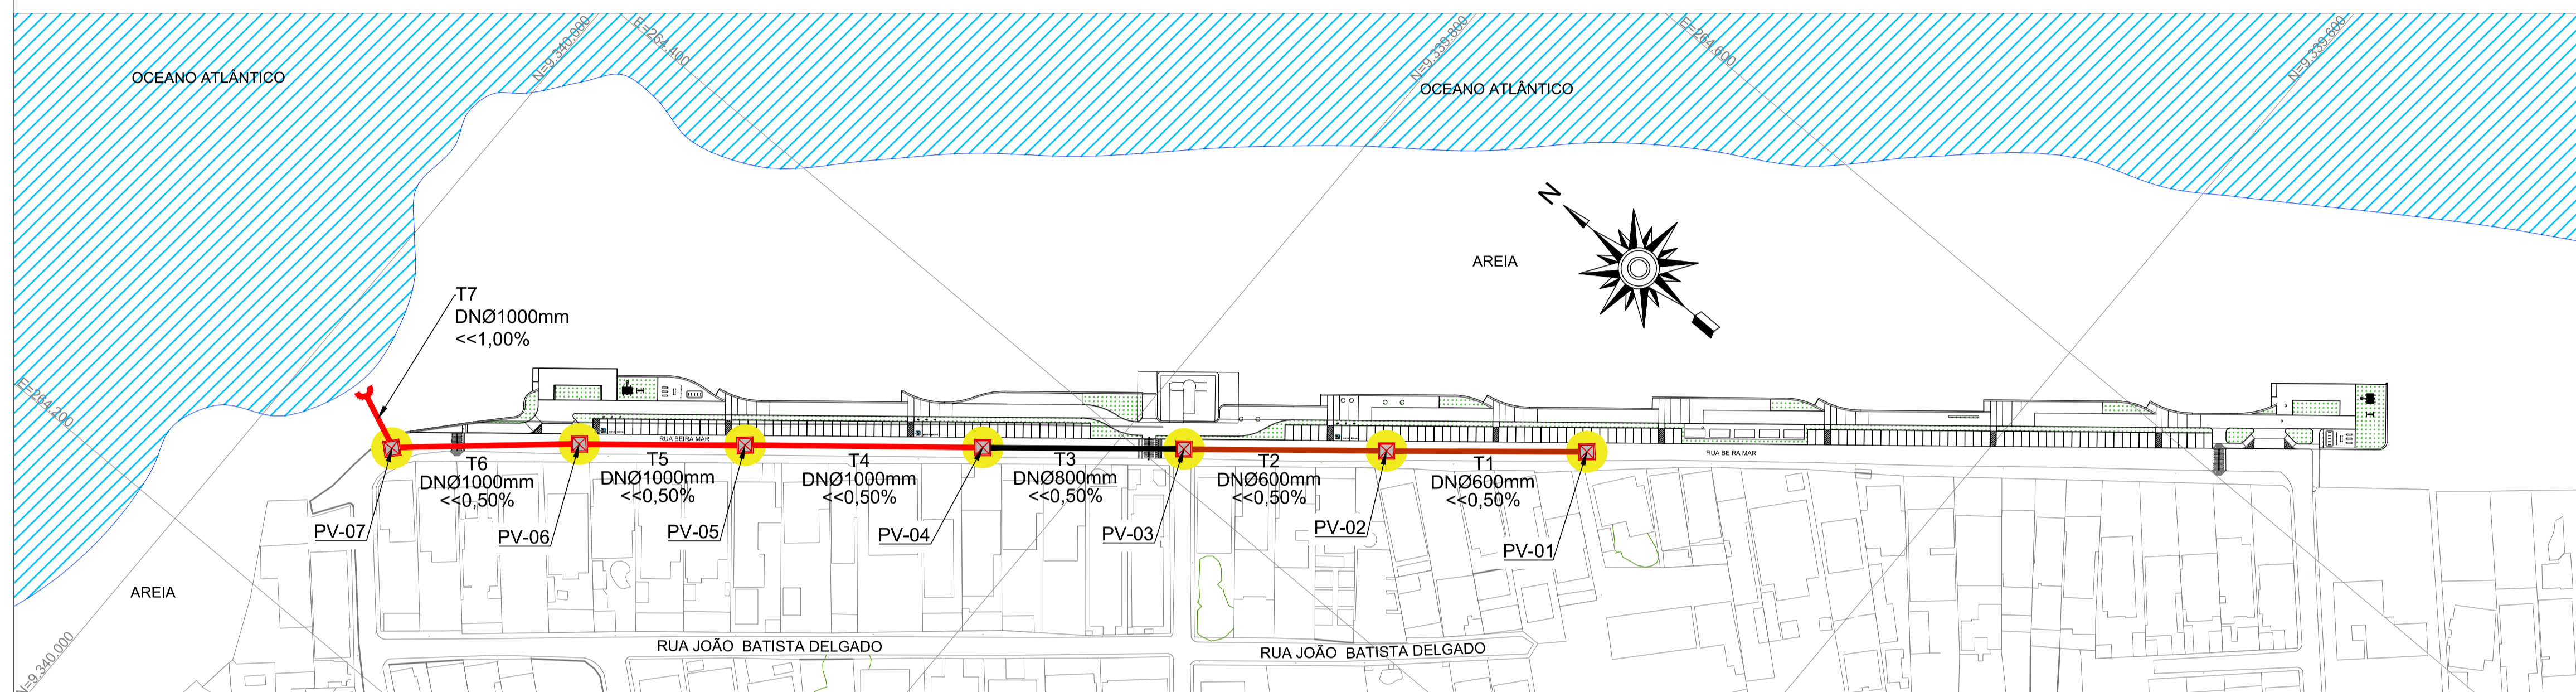 OCEANO ATLÂNTICO
N=9.340.000
E=264.400
N=9.339.800
OCEANO ATLÂNTICO
E=264.600
N=9.339.600
N
AREIA
T7
DNØ1000mm
<<1,00%
E=264.200
RUA BEIRA MAR
RUA BEIRA MAR
T6
DNØ1000mm
<<0,50%
T5
DNØ1000mm
<<0,50%
T4
DNØ1000mm
<<0,50%
T3
DNØ800mm
<<0,50%
T2
DNØ600mm
<<0,50%
T1
DNØ600mm
<<0,50%
PV-07
PV-06
PV-05
PV-04
PV-03
PV-02
PV-01
AREIA
RUA JOÃO BATISTA DELGADO
RUA JOÃO BATISTA DELGADO
N=9.340.000